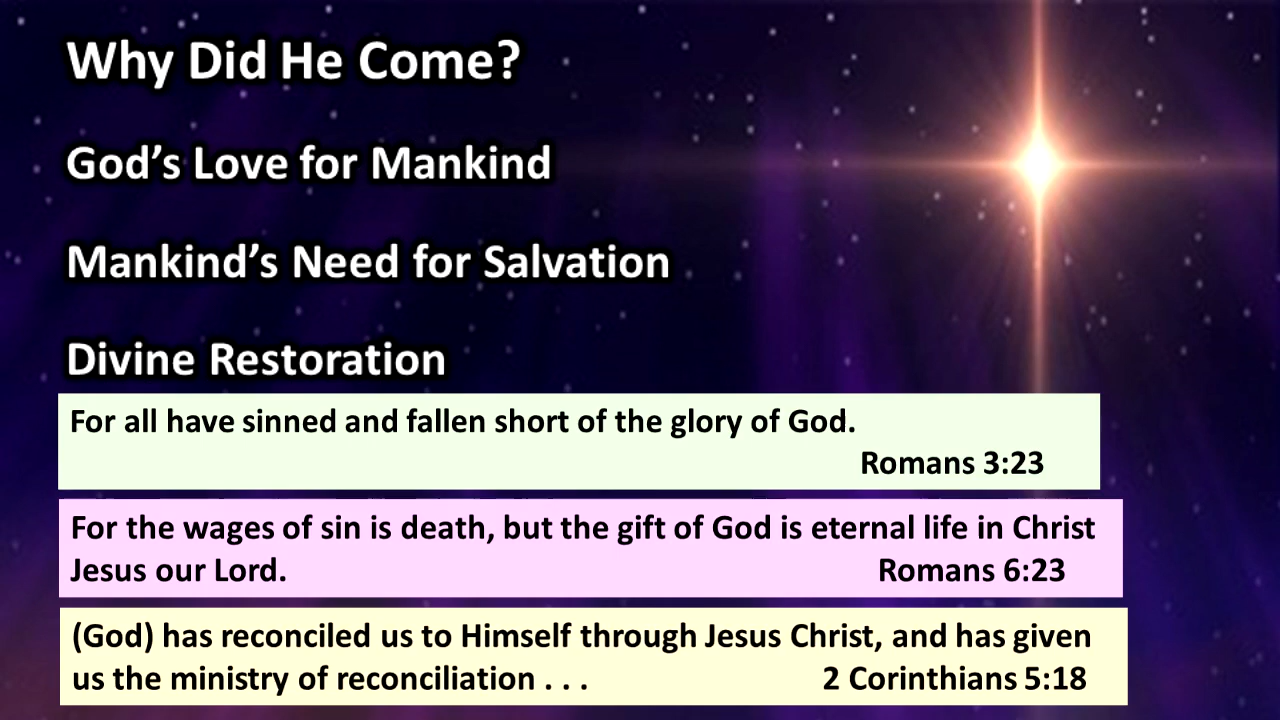 Why Did He Come?
God’s Love for Mankind
Mankind’s Need for Salvation
Divine Restoration
For all have sinned and fallen short of the glory of God.
Romans 3:23
For the wages of sin is death, but the gift of God is eternal life in Christ
Jesus our Lord. Romans 6:23
(God) has reconciled us to Himself through Jesus Christ, and has given
us the ministry of reconciliation . . . 2 Corinthians 5:18